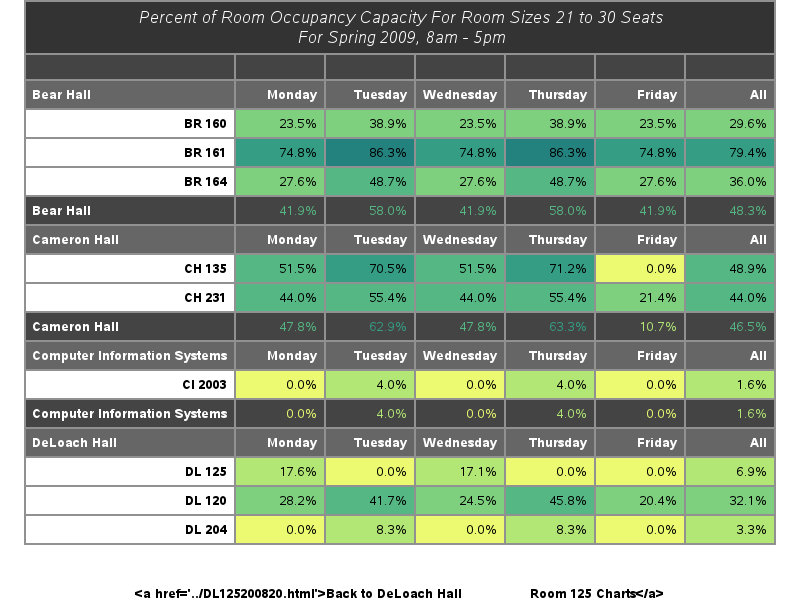 Percent of Room Occupancy Capacity For Room Sizes 21 to 30 Seats
For Spring 2009, 8am - 5pm
Bear Hall Monday Tuesday Wednesday Thursday Friday All
BR 160 23.5% 38.9% 23.5% 38.9% 23.5% 29.6%
BR 161 74.8% 86.3% 74.8% 86.3% 74.8% 79.4%
BR 164 27.6% 48.7% 27.6% 48.7% 27.6% 36.0%
Bear Hall 41.9% 58.0% 41.9% 58.0% 41.9% 48.3%
Cameron Hall Monday Tuesday Wednesday Thursday Friday All
CH 135 51.5% 70.5% 51.5% 71.2% 0.0% 48.9%
CH 231 44.0% 55.4% 44.0% 55.4% 21.4% 44.0%
Cameron Hall 47.8% 62.9% 47.8% 63.3% 10.7% 46.5%
Computer Information Systems Monday Tuesday Wednesday Thursday Friday All
CI 2003 0.0% 4.0% 0.0% 4.0% 0.0% 1.6%
Computer Information Systems 0.0% 4.0% 0.0% 4.0% 0.0% 1.6%
DeLoach Hall Monday Tuesday Wednesday Thursday Friday All
DL 125 17.6% 0.0% 17.1% 0.0% 0.0% 6.9%
DL 120 28.2% 41.7% 24.5% 45.8% 20.4% 32.1%
DL 204 0.0% 8.3% 0.0% 8.3% 0.0% 3.3%
<a href='../DL125200820.html'>Back to DeLoach Hall Room 125 Charts</a>